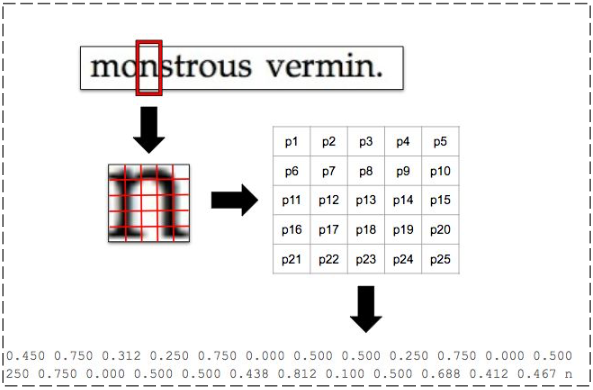 monstrous vermin.
n
p1 p2 p3 p4 p5
p6 p7 p8 p9 p10
p11 p12 p13 p14 p15
p16 p17 p18 p19 p20
p21 p22 p23 p24 p25
0.450 0.750 0.312 0.250 0.750 0.000 0.500 0.500 0.250 0.750 0.000 0.500
250 0.750 0.000 0.500 0.500 0.438 0.812 0.100 0.500 0.688 0.412 0.467 n